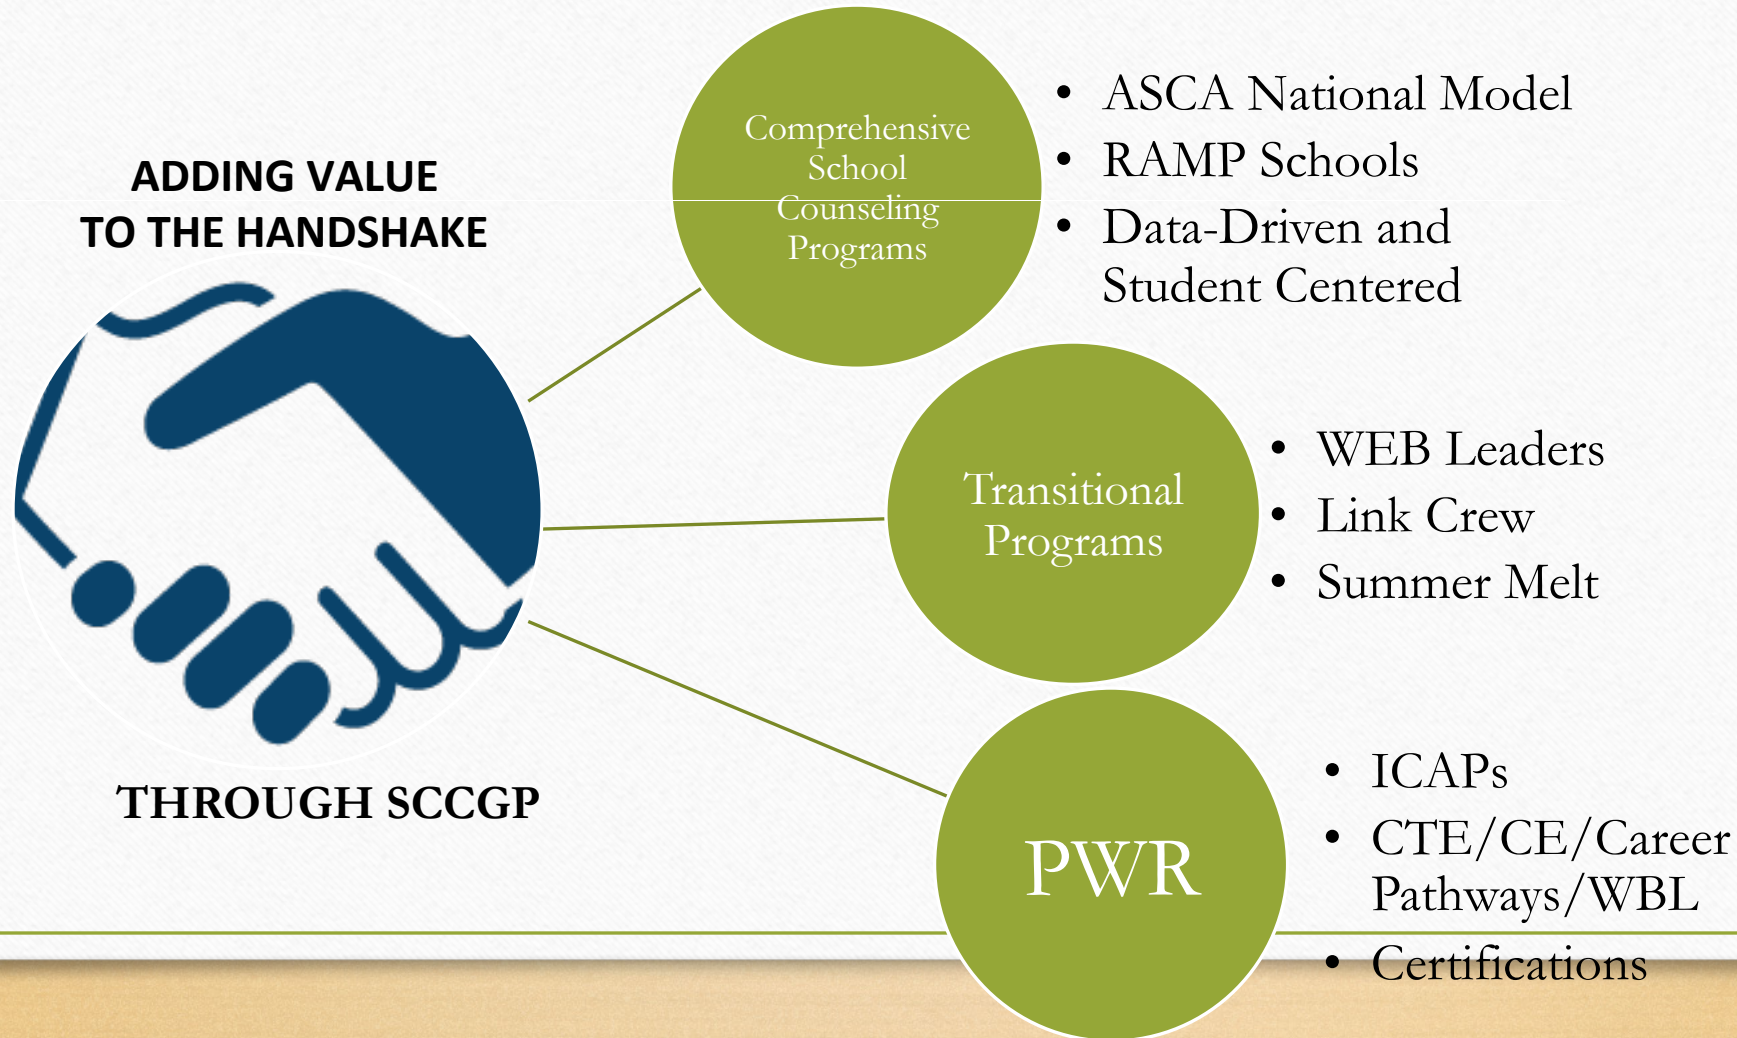 ADDING VALUE
TO THE HANDSHAKE
THROUGH SCCGP
Comprehensive
School
Counseling
Programs
• ASCA National Model
• RAMP Schools
• Data-Driven and
Student Centered
Transitional
Programs
• WEB Leaders
• Link Crew
• Summer Melt
PWR
• ICAPs
• CTE/CE/Career
Pathways/WBL
• Certifications